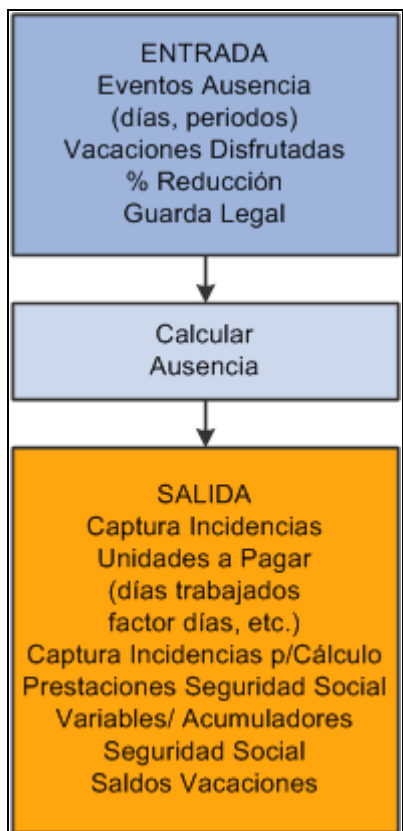 ENTRADA
Eventos Ausencia
(días, periodos)
Vacaciones Disfrutadas
% Reducción
Guarda Legal
Calcular
Ausencia
SALIDA
Captura Incidencias
Unidades a Pagar
(días trabajados
factor días, etc.)
Captura Incidencias p/Cálculo
Prestaciones Seguridad Social
Variables/ Acumuladores
Seguridad Social
Saldos Vacaciones